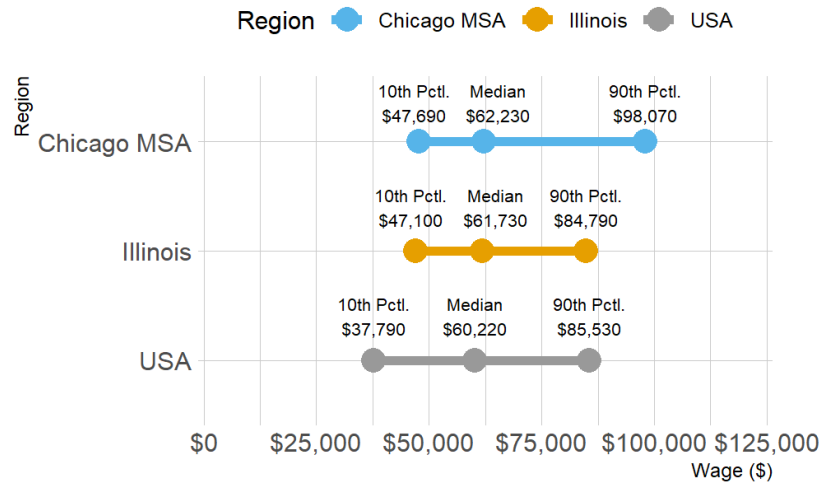 Region Chicago MSA Illinois USA
Region
10th Pctl. Median 90th Pctl.
$47,690 $62,230 $98,070
Chicago MSA
10th Pctl. Median 90th Pctl.
$47,100 $61,730 $84,790
Illinois
10th Pctl. Median 90th Pctl.
$37,790 $60,220 $85,530
USA
$0 $25,000 $50,000 $75,000 $100,000 $125,000
Wage ($)